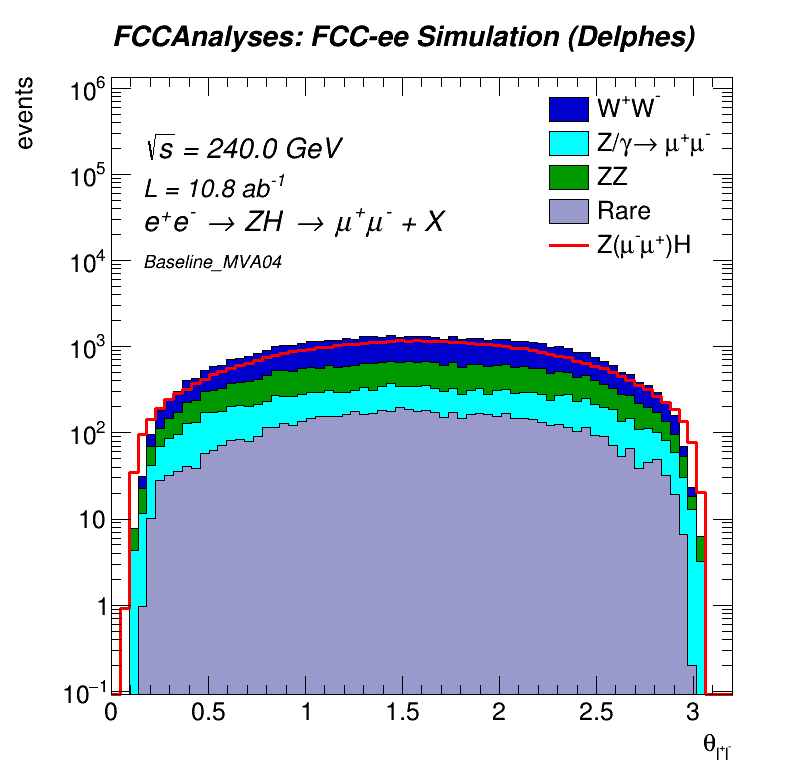 FCCAnalyses: FCC-ee Simulation (Delphes)
events
√s = 240.0 GeV
L = 10.8 ab⁻¹
e⁺e⁻ → ZH → μ⁺μ⁻ + X
Baseline_MVA04
W⁺W⁻
Z/γ→ μ⁺μ⁻
ZZ
Rare
Z(μ⁻μ⁺)H
10⁶
10⁵
10⁴
10³
10²
10
1
10⁻¹
0 0.5 1 1.5 2 2.5 3
θ_l⁺l⁻